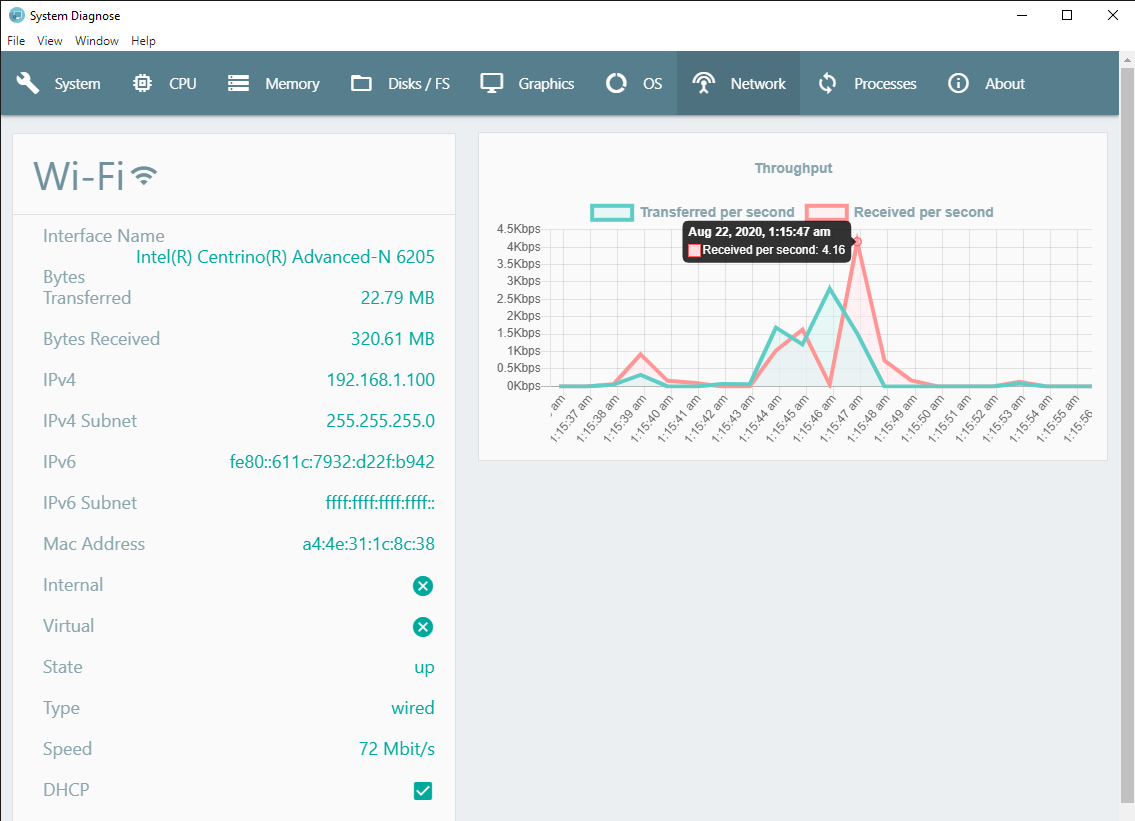 System Diagnose
File View Window Help
System CPU Memory Disks / FS Graphics OS Network Processes About
Wi-Fi
Interface Name
Intel(R) Centrino(R) Advanced-N 6205
Bytes
Transferred 22.79 MB
Bytes Received 320.61 MB
IPv4 192.168.1.100
IPv4 Subnet 255.255.255.0
IPv6 fe80::611c:7932:d22f:b942
IPv6 Subnet ffff:ffff:ffff:ffff::
Mac Address a4:4e:31:1c:8c:38
Internal
Virtual
State up
Type wired
Speed 72 Mbit/s
DHCP
Throughput
Transferred per second Received per second
Aug 22, 2020, 1:15:47 am
Received per second: 4.16
4.5Kbps
4Kbps
3.5Kbps
3Kbps
2.5Kbps
2Kbps
1.5Kbps
1Kbps
0.5Kbps
0Kbps
am
1:15:37 am
1:15:38 am
1:15:39 am
1:15:40 am
1:15:41 am
1:15:42 am
1:15:43 am
1:15:44 am
1:15:45 am
1:15:46 am
1:15:47 am
1:15:48 am
1:15:49 am
1:15:50 am
1:15:51 am
1:15:52 am
1:15:53 am
1:15:54 am
1:15:55 am
1:15:56